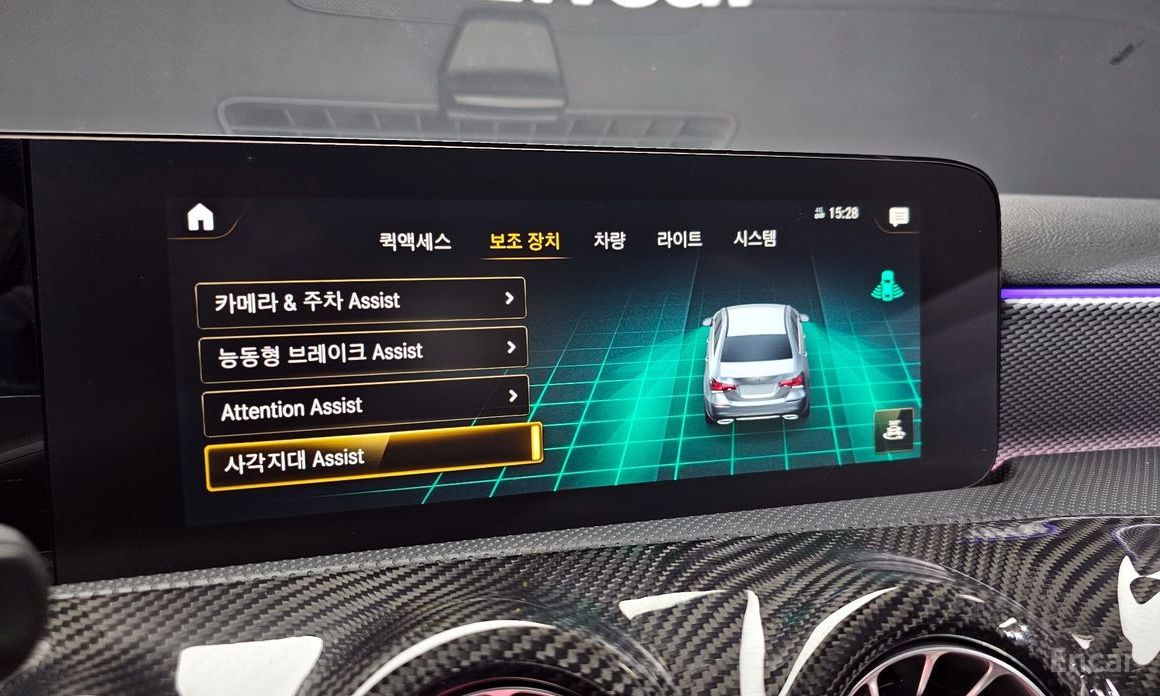 4G 15:28
퀵액세스 보조 장치 차량 라이트 시스템
카메라 & 주차 Assist
능동형 브레이크 Assist
Attention Assist
사각지대 Assist
Encar